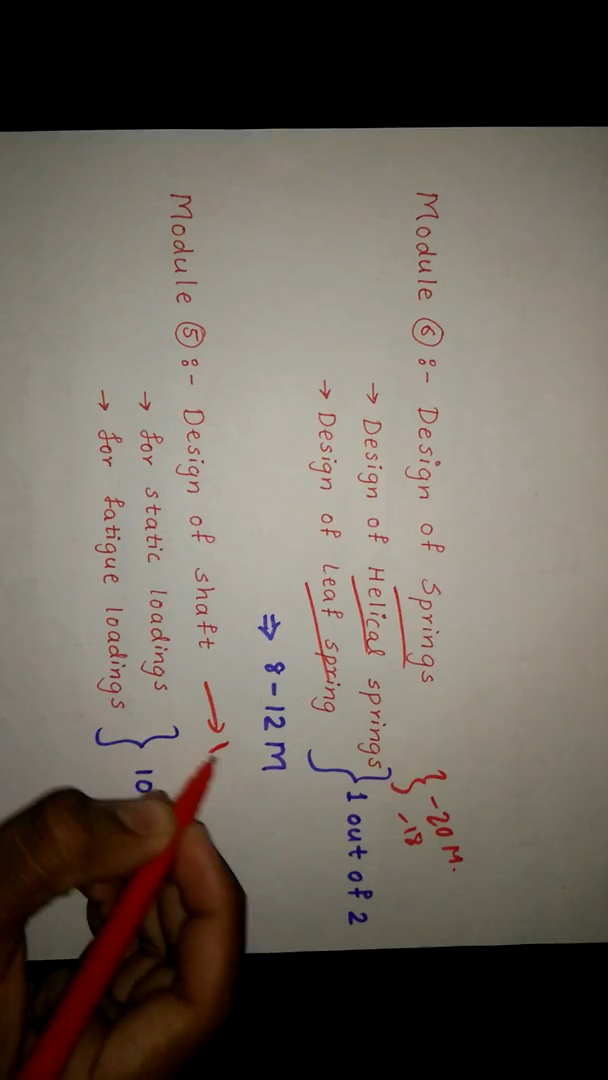 Module ⑥ :- Design of Springs } -20 M.
-18
→ Design of Helical springs
→ Design of Leaf spring } 1 out of 2
⇒ 8-12 M
Module ⑤ :- Design of shaft →
→ for static loadings
→ for fatigue loadings } 10